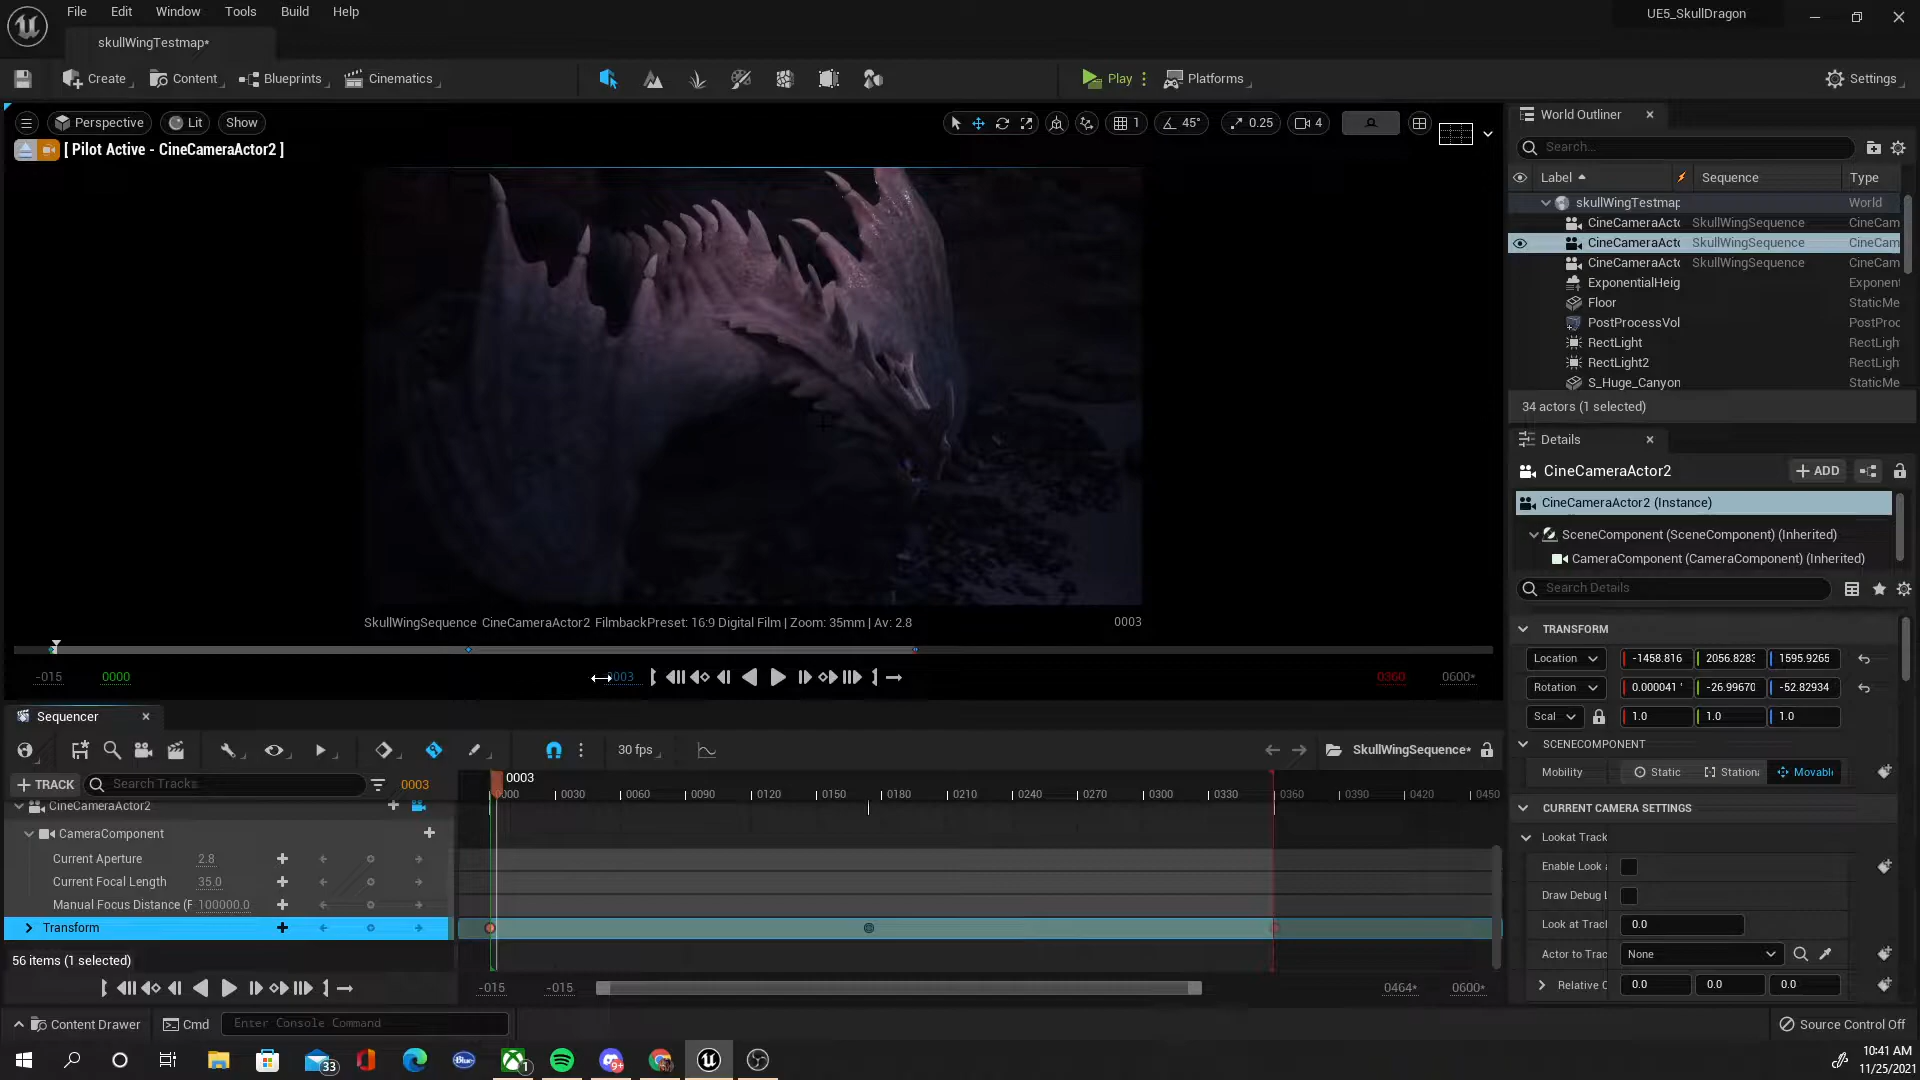 File Edit Window Tools Build Help
UE5_SkullDragon
skullWingTestmap*
Create Content Blueprints Cinematics Play Platforms Settings
Perspective Lit Show 1 45° 0.25 4
[ Pilot Active - CineCameraActor2 ]
SkullWingSequence CineCameraActor2 FilmbackPreset: 16:9 Digital Film | Zoom: 35mm | Av: 2.8 0003
-015 0000 0003 0360 0600*
World Outliner
Search...
Label Sequence Type
skullWingTestmap World
CineCameraActo SkullWingSequence CineCam
CineCameraActo SkullWingSequence CineCam
CineCameraActo SkullWingSequence CineCam
ExponentialHeig Exponent
Floor StaticMe
PostProcessVol PostProc
RectLight RectLigh
RectLight2 RectLigh
S_Huge_Canyon StaticMe
34 actors (1 selected)
Details
CineCameraActor2 ADD
CineCameraActor2 (Instance)
SceneComponent (SceneComponent) (Inherited)
CameraComponent (CameraComponent) (Inherited)
Search Details
TRANSFORM
Location -1458.816 2056.828 1595.9265
Rotation 0.000041 -26.99670 -52.82934
Scal 1.0 1.0 1.0
SCENECOMPONENT
Mobility Static Station Movabl
CURRENT CAMERA SETTINGS
Lookat Track
Enable Look a
Draw Debug L
Look at Track 0.0
Actor to Trac None
Relative O 0.0 0.0 0.0
Sequencer
30 fps SkullWingSequence*
TRACK Search Tracks 0003
0003
0000 0030 0060 0090 0120 0150 0180 0210 0240 0270 0300 0330 0360 0390 0420 0450
CineCameraActor2
CameraComponent
Current Aperture 2.8
Current Focal Length 35.0
Manual Focus Distance (F 100000.0
Transform
56 items (1 selected)
-015 -015 0464* 0600*
Content Drawer Cmd Enter Console Command Source Control Off
33 Blue 1 9+
10:41 AM
11/25/2021